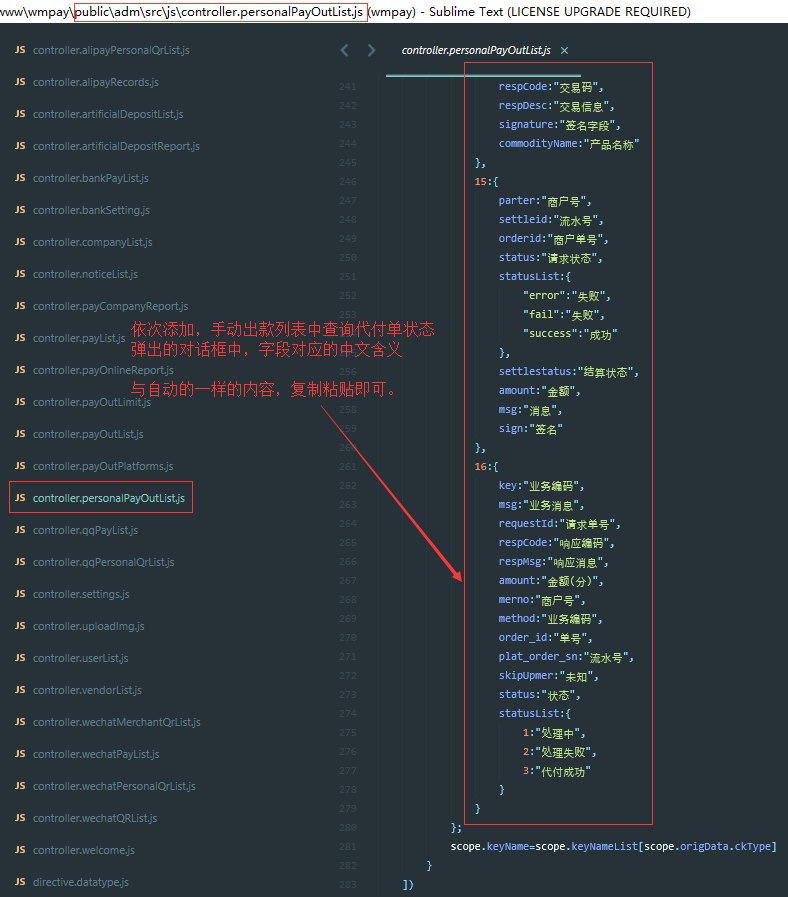 www\wmpay\public\adm\src\js\controller.personalPayOutList.js (wmpay) - Sublime Text (LICENSE UPGRADE REQUIRED)
JS controller.alipayPersonalQrList.js
JS controller.alipayRecords.js
JS controller.artificialDepositList.js
JS controller.artificialDepositReport.js
JS controller.bankPayList.js
JS controller.bankSetting.js
JS controller.companyList.js
JS controller.noticeList.js
JS controller.payCompanyReport.js
JS controller.payList.js
JS controller.payOnlineReport.js
JS controller.payOutLimit.js
JS controller.payOutList.js
JS controller.payOutPlatforms.js
JS controller.personalPayOutList.js
JS controller.qqPayList.js
JS controller.qqPersonalQrList.js
JS controller.settings.js
JS controller.uploadImg.js
JS controller.userList.js
JS controller.vendorList.js
JS controller.wechatMerchantQrList.js
JS controller.wechatPayList.js
JS controller.wechatPersonalQrList.js
JS controller.wechatQRList.js
JS controller.welcome.js
JS directive.datatype.js
依次添加，手动出款列表中查询代付单状态
弹出的对话框中，字段对应的中文含义
与自动的一样的内容，复制粘贴即可。
controller.personalPayOutList.js ×
241 respCode:"交易码",
242 respDesc:"交易信息",
243 signature:"签名字段",
244 commodityName:"产品名称"
245 },
246 15:{
247 parter:"商户号",
248 settleid:"流水号",
249 orderid:"商户单号",
250 status:"请求状态",
251 statusList:{
252 "error":"失败",
253 "fail":"失败",
254 "success":"成功"
},
256 settlestatus:"结算状态",
257 amount:"金额",
258 msg:"消息",
259 sign:"签名"
260 },
261 16:{
262 key:"业务编码",
263 msg:"业务消息",
264 requestId:"请求单号",
265 respCode:"响应编码",
266 respMsg:"响应消息",
267 amount:"金额(分)",
268 merno:"商户号",
269 method:"业务编码",
270 order_id:"单号",
271 plat_order_sn:"流水号",
272 skipUpmer:"未知",
273 status:"状态",
274 statusList:{
275 1:"处理中",
276 2:"处理失败",
277 3:"代付成功"
278 }
279 }
280 };
281 scope.keyName=scope.keyNameList[scope.origData.ckType]
282 }
283 ])